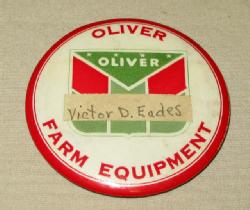 OLIVER
OLIVER
Victor D. Eades
FARM EQUIPMENT